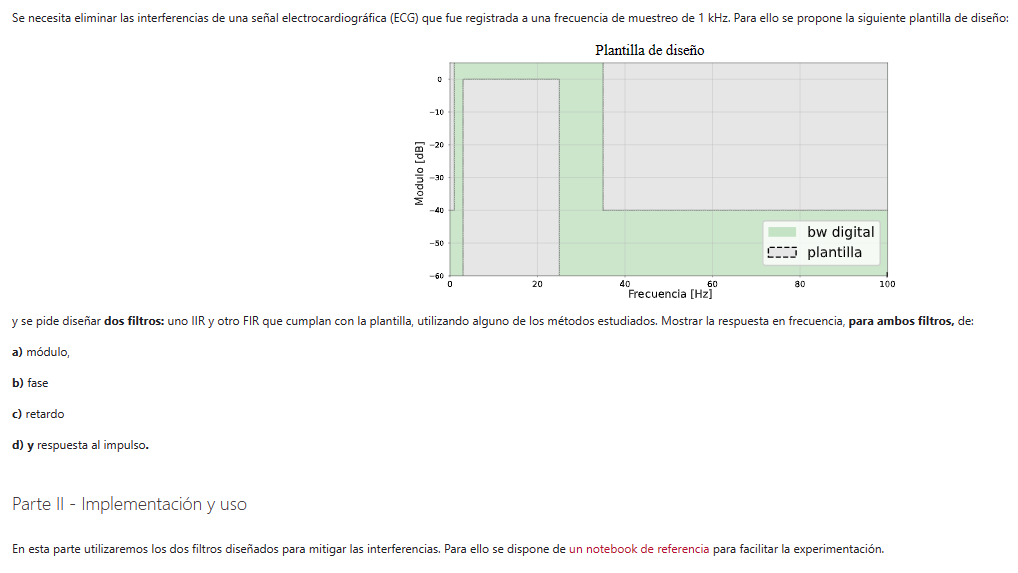 Se necesita eliminar las interferencias de una señal electrocardiográfica (ECG) que fue registrada a una frecuencia de muestreo de 1 kHz. Para ello se propone la siguiente plantilla de diseño:
Plantilla de diseño
0
−10
−20
−30
−40
−50
−60
Modulo [dB]
bw digital
plantilla
0 20 40 60 80 100
Frecuencia [Hz]
y se pide diseñar dos filtros: uno IIR y otro FIR que cumplan con la plantilla, utilizando alguno de los métodos estudiados. Mostrar la respuesta en frecuencia, para ambos filtros, de:
a) módulo,
b) fase
c) retardo
d) y respuesta al impulso.
Parte II - Implementación y uso
En esta parte utilizaremos los dos filtros diseñados para mitigar las interferencias. Para ello se dispone de un notebook de referencia para facilitar la experimentación.